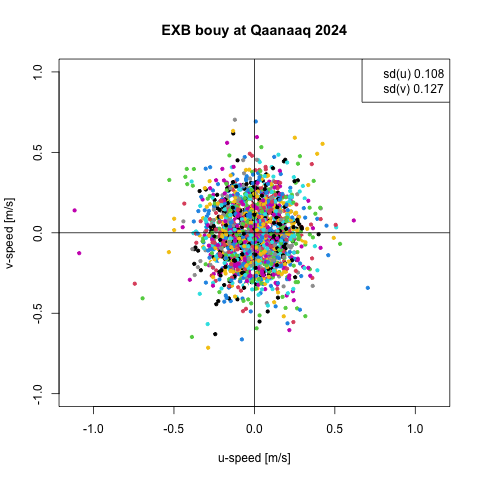 EXB bouy at Qaanaaq 2024
sd(u) 0.108
sd(v) 0.127
1.0
0.5
0.0
-0.5
-1.0
v-speed [m/s]
-1.0 -0.5 0.0 0.5 1.0
u-speed [m/s]